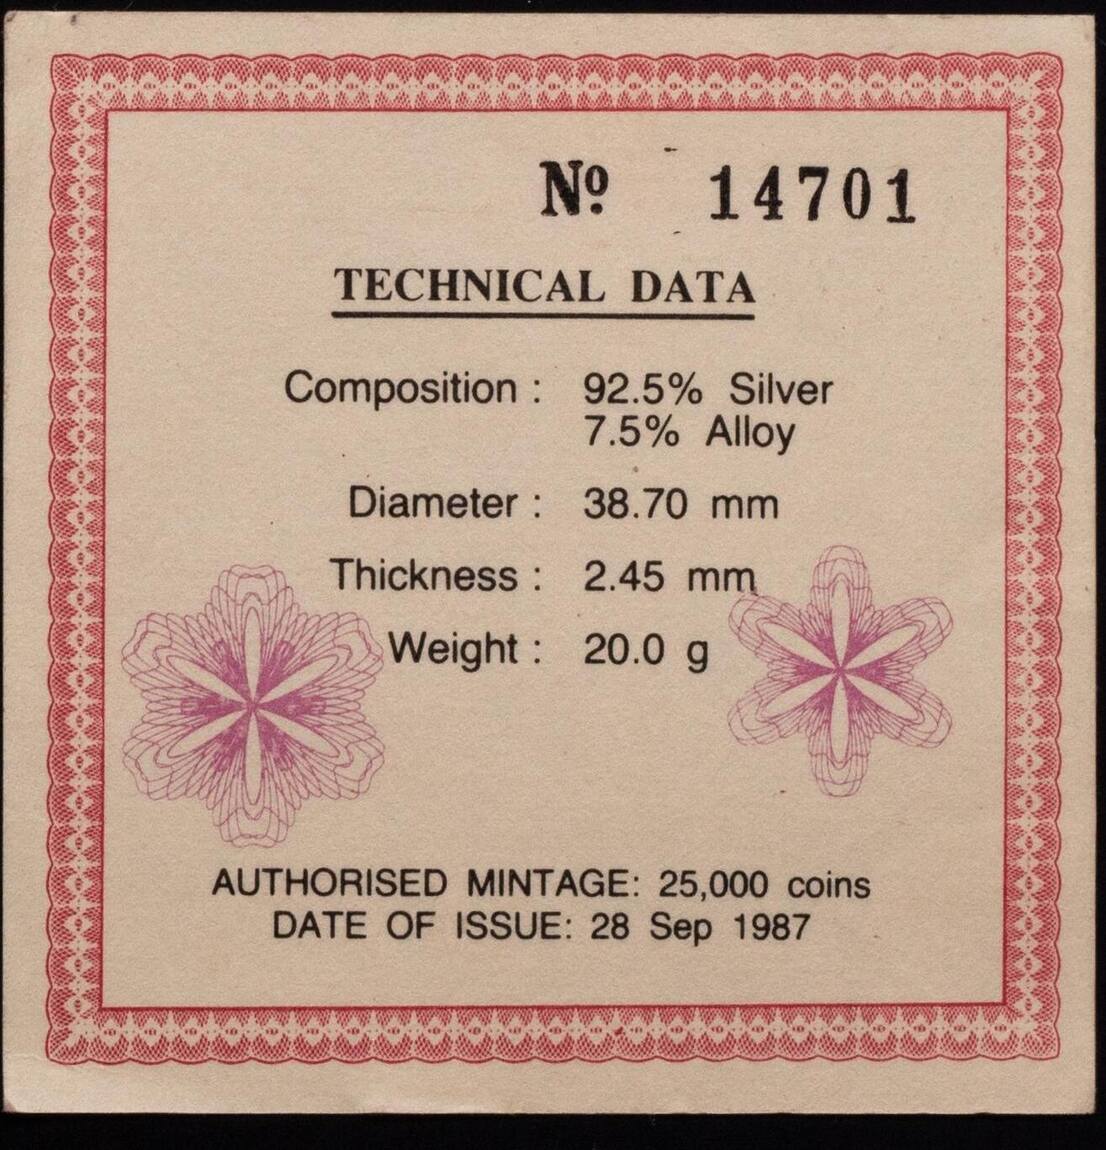 Nº 14701
TECHNICAL DATA
Composition : 92.5% Silver
7.5% Alloy
Diameter : 38.70 mm
Thickness : 2.45 mm
Weight : 20.0 g
AUTHORISED MINTAGE: 25,000 coins
DATE OF ISSUE: 28 Sep 1987